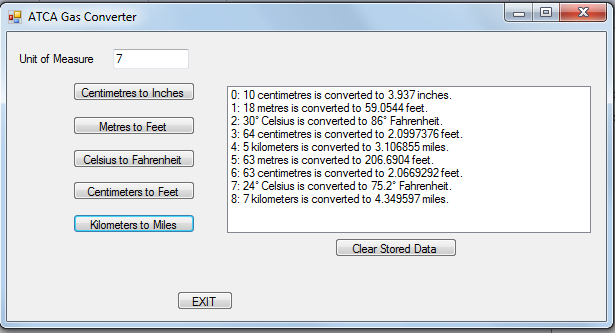 ATCA Gas Converter
Unit of Measure 7
Centimetres to Inches
Metres to Feet
Celsius to Fahrenheit
Centimeters to Feet
Kilometers to Miles
0: 10 centimetres is converted to 3.937 inches.
1: 18 metres is converted to 59.0544 feet.
2: 30° Celsius is converted to 86° Fahrenheit.
3: 64 centimetres is converted to 2.0997376 feet.
4: 5 kilometers is converted to 3.106855 miles.
5: 63 metres is converted to 206.6904 feet.
6: 63 centimetres is converted to 2.0669292 feet.
7: 24° Celsius is converted to 75.2° Fahrenheit.
8: 7 kilometers is converted to 4.349597 miles.
Clear Stored Data
EXIT